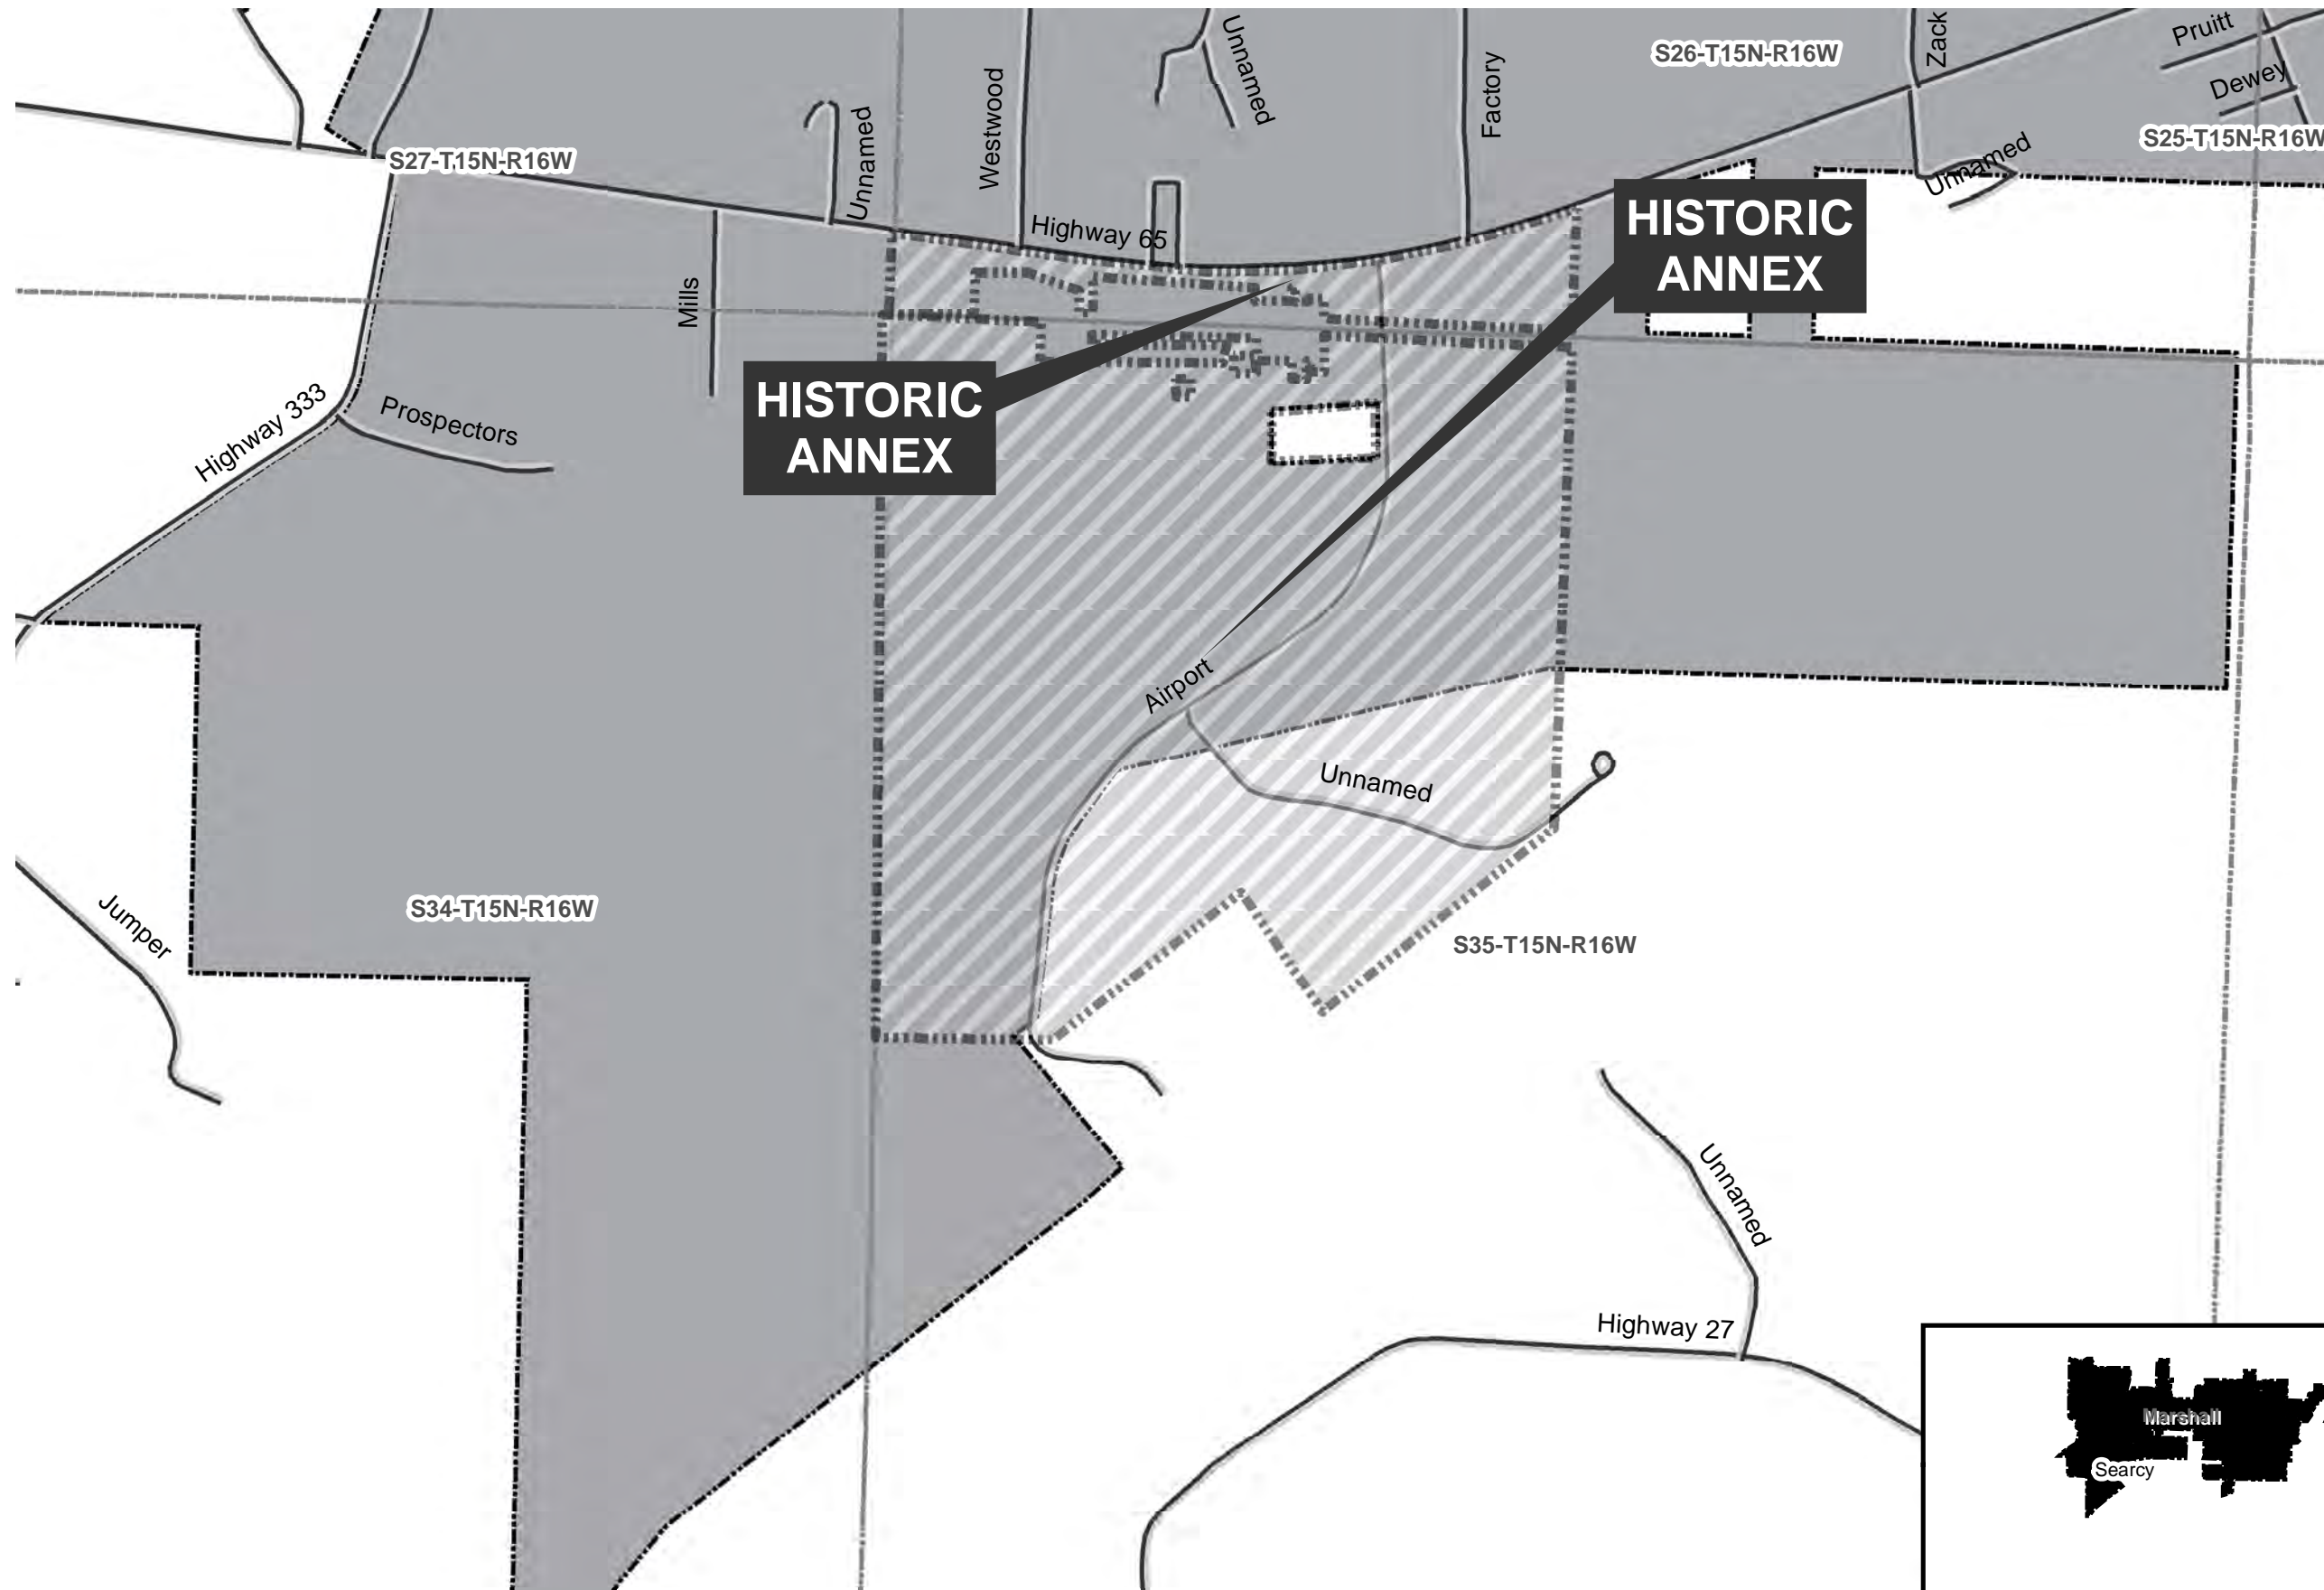 Zack
Pruitt
Unnamed
S26-T15N-R16W
Dewey
Factory
Westwood
Unnamed
S25-T15N-R16W
S27-T15N-R16W
Unnamed
Highway 65
HISTORIC
ANNEX
Mills
HISTORIC
ANNEX
Highway 333
Prospectors
Airport
Unnamed
Jumper
S34-T15N-R16W
S35-T15N-R16W
Unnamed
Highway 27
Marshall
Searcy